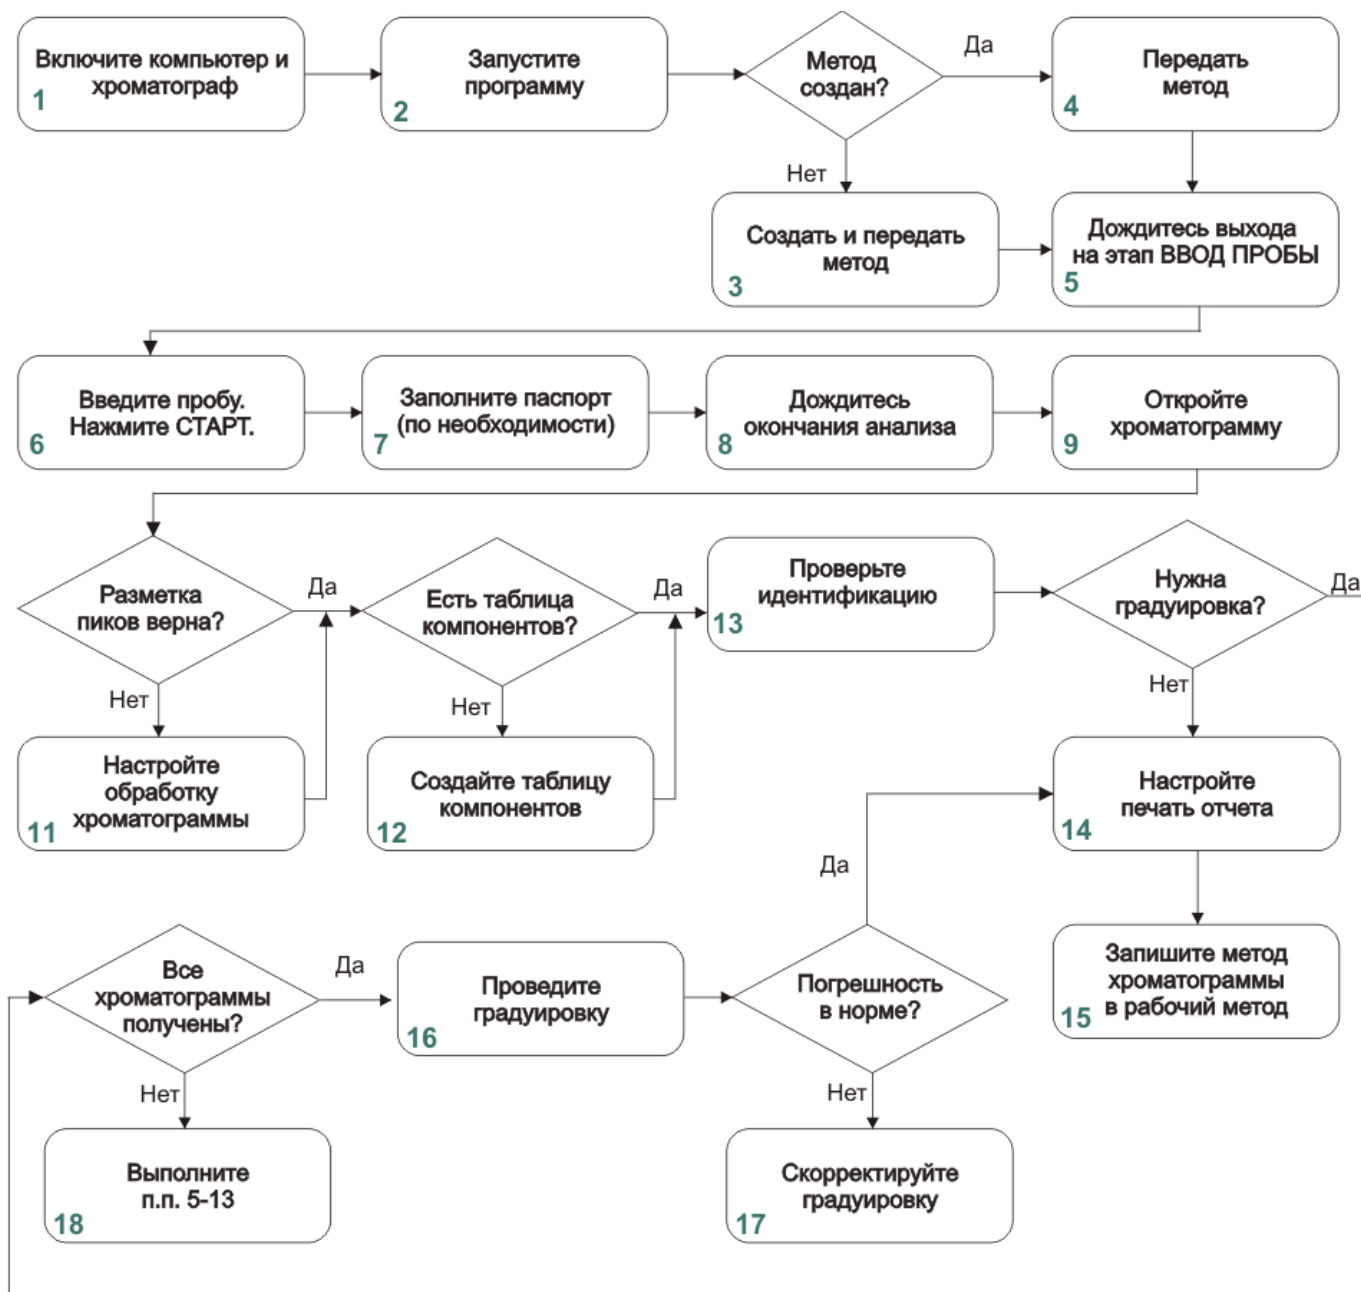 Включите компьютер и
хроматограф
1
Запустите
программу
2
Метод
создан?
Да
Передать
метод
4
Нет
Создать и передать
метод
3
Дождитесь выхода
на этап ВВОД ПРОБЫ
5
Введите пробу.
Нажмите СТАРТ.
6
Заполните паспорт
(по необходимости)
7
Дождитесь
окончания анализа
8
Откройте
хроматограмму
9
Разметка
пиков верна?
Да
Есть таблица
компонентов?
Да
Проверьте
идентификацию
13
Нужна
градуировка?
Да
Нет
Нет
Нет
Настройте
обработку
хроматограммы
11
Создайте таблицу
компонентов
12
Настройте
печать отчета
14
Да
Все
хроматограммы
получены?
Да
Проведите
градуировку
16
Погрешность
в норме?
Запишите метод
хроматограммы
в рабочий метод
15
Нет
Нет
Выполните
п.п. 5-13
18
Скорректируйте
градуировку
17